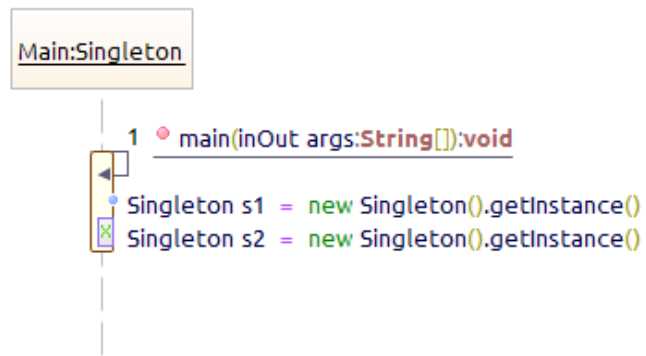 Main:Singleton
1 main(inOut args:String[]):void
Singleton s1 = new Singleton().getInstance()
X Singleton s2 = new Singleton().getInstance()